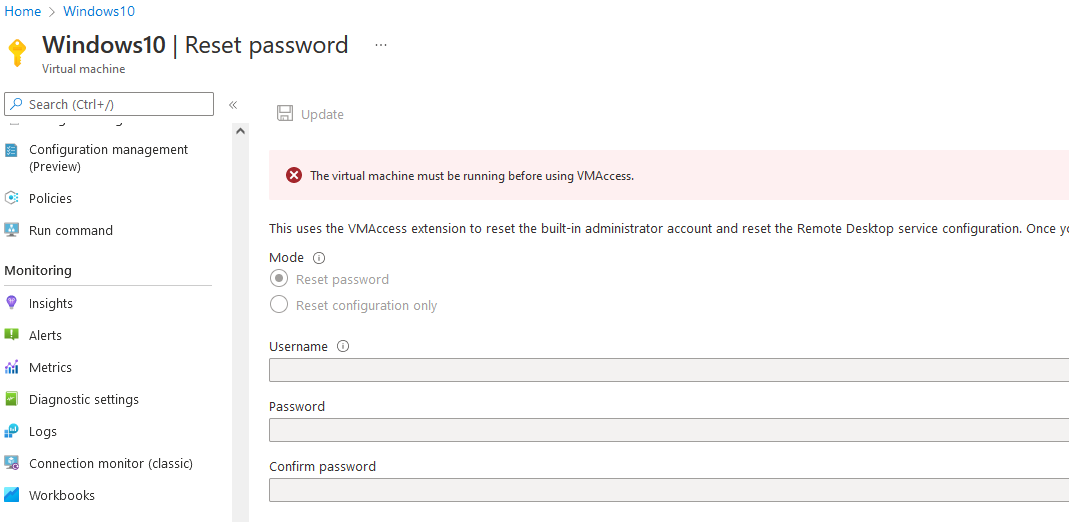 Home > Windows10
Windows10 | Reset password ...
Virtual machine
Search (Ctrl+/)
«
Configuration management
(Preview)
Policies
Run command
Monitoring
Insights
Alerts
Metrics
Diagnostic settings
Logs
Connection monitor (classic)
Workbooks
Update
The virtual machine must be running before using VMAccess.
This uses the VMAccess extension to reset the built-in administrator account and reset the Remote Desktop service configuration. Once
Mode
Reset password
Reset configuration only
Username
Password
Confirm password